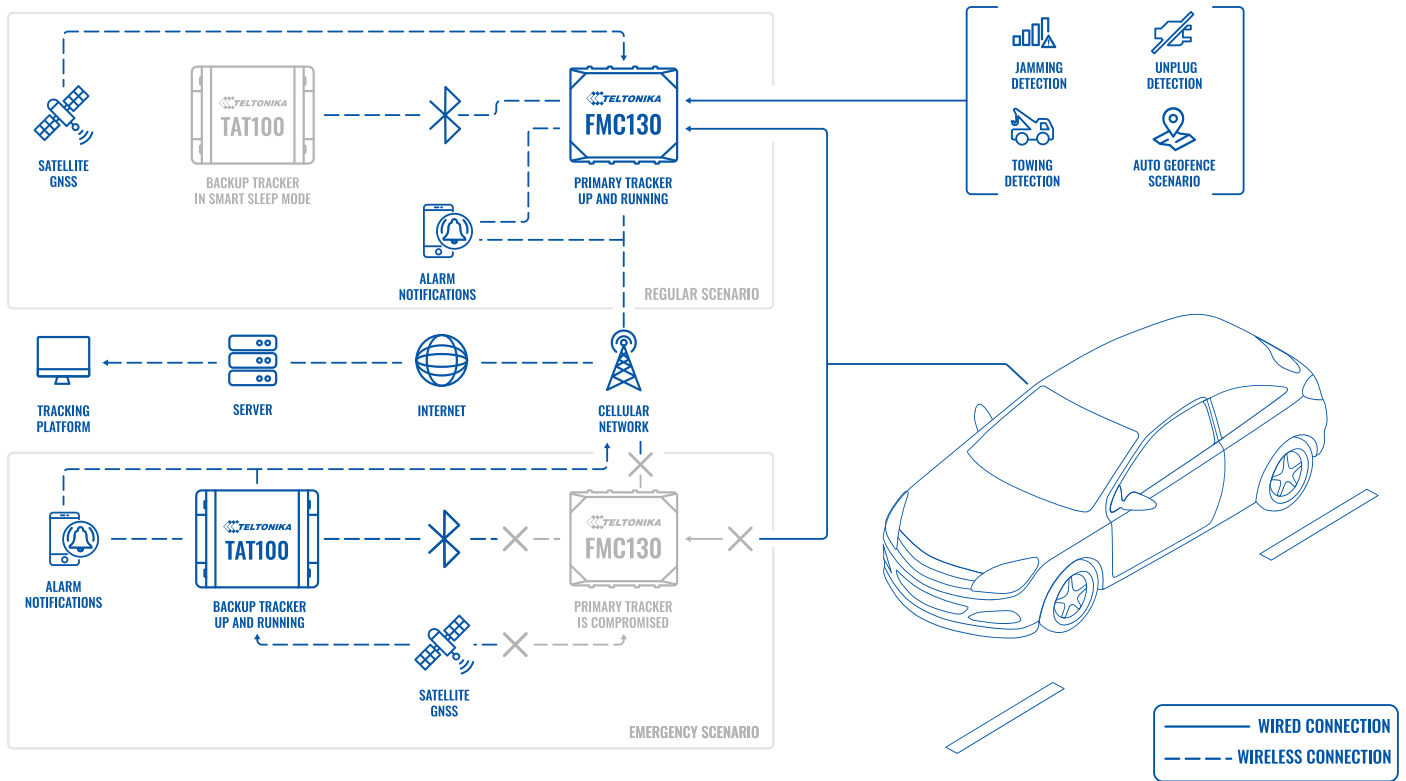 TELTONIKA
TAT100
BACKUP TRACKER
IN SMART SLEEP MODE
SATELLITE
GNSS
TELTONIKA
FMC130
PRIMARY TRACKER
UP AND RUNNING
ALARM
NOTIFICATIONS
REGULAR SCENARIO
JAMMING
DETECTION
UNPLUG
DETECTION
TOWING
DETECTION
AUTO GEOFENCE
SCENARIO
TRACKING
PLATFORM
SERVER
INTERNET
CELLULAR
NETWORK
ALARM
NOTIFICATIONS
TELTONIKA
TAT100
BACKUP TRACKER
UP AND RUNNING
TELTONIKA
FMC130
PRIMARY TRACKER
IS COMPROMISED
SATELLITE
GNSS
EMERGENCY SCENARIO
WIRED CONNECTION
WIRELESS CONNECTION